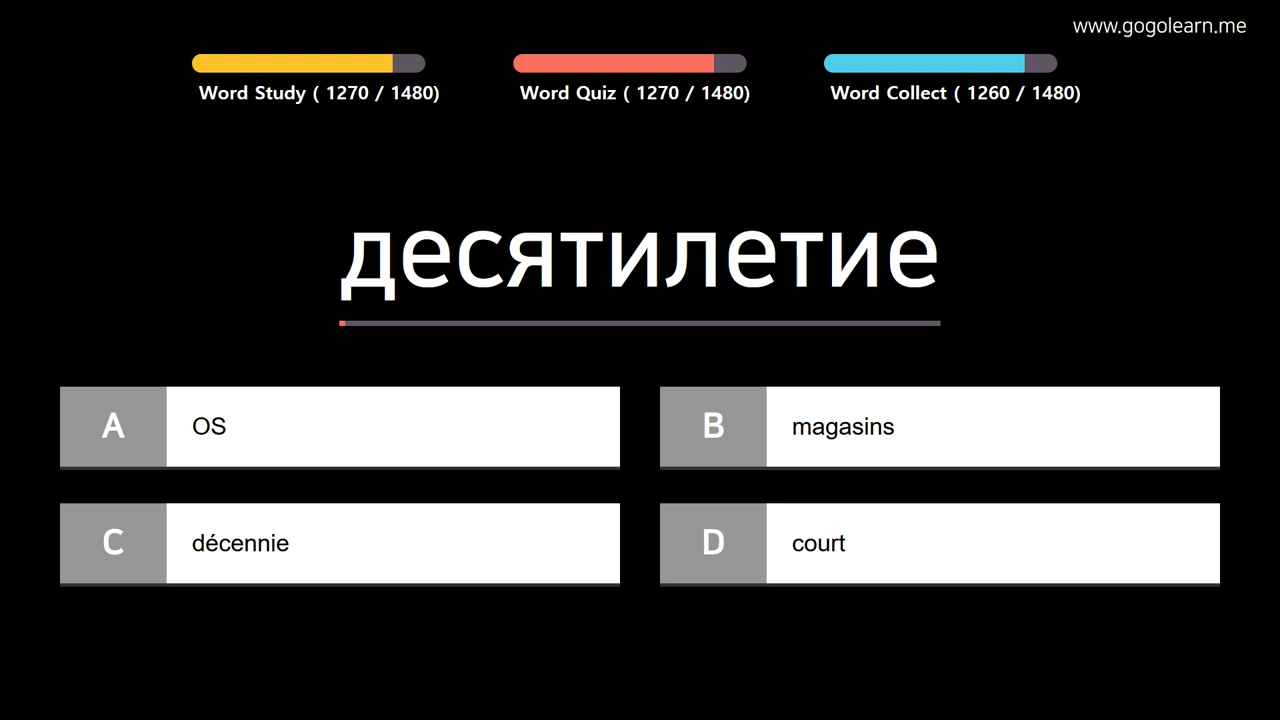 www.gogolearn.me
Word Study ( 1270 / 1480)
Word Quiz ( 1270 / 1480)
Word Collect ( 1260 / 1480)
десятилетие
A OS
B magasins
C décennie
D court